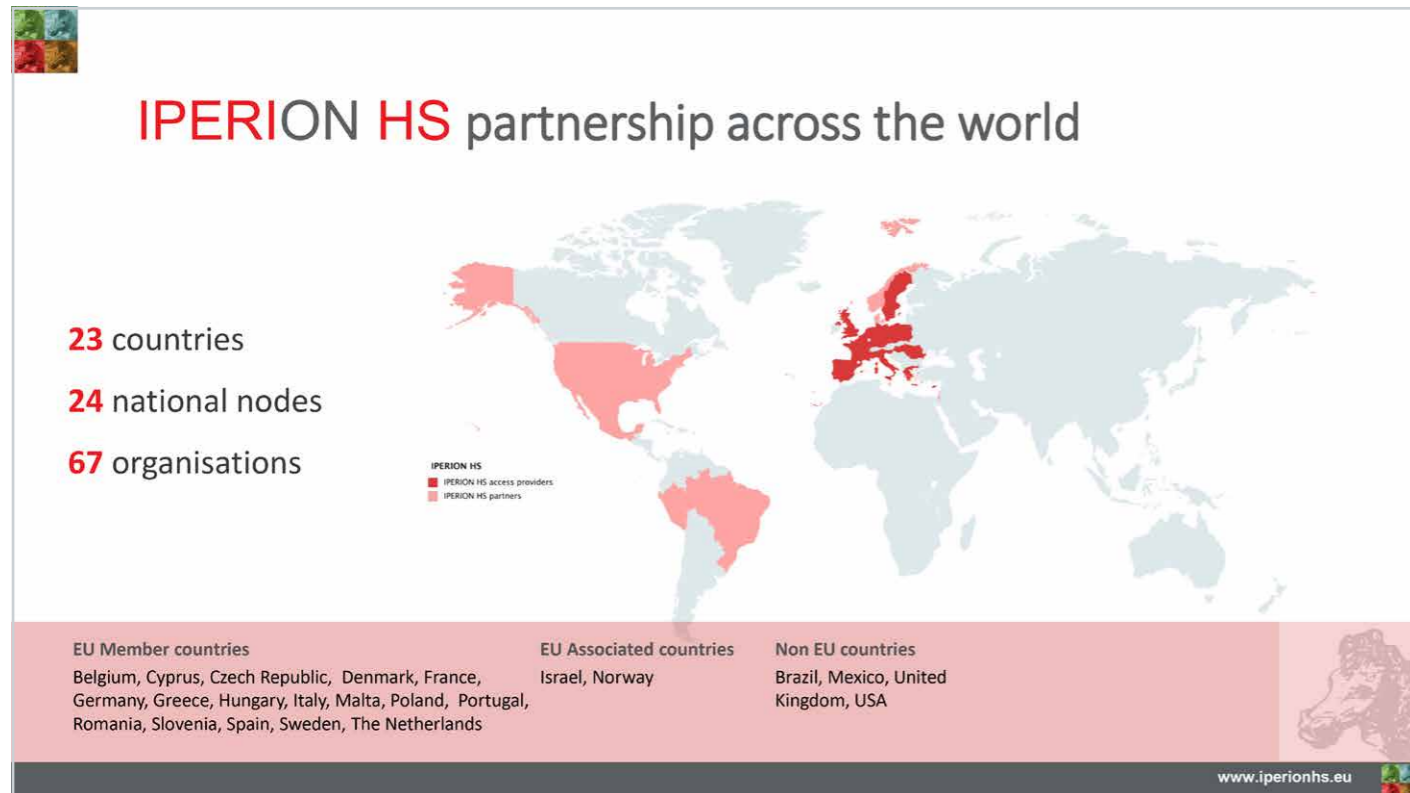 IPERION HS partnership across the world
23 countries
24 national nodes
67 organisations
IPERION HS
IPERION HS access providers
IPERION HS partners
EU Member countries
Belgium, Cyprus, Czech Republic, Denmark, France,
Germany, Greece, Hungary, Italy, Malta, Poland, Portugal,
Romania, Slovenia, Spain, Sweden, The Netherlands
EU Associated countries
Israel, Norway
Non EU countries
Brazil, Mexico, United
Kingdom, USA
www.iperionhs.eu